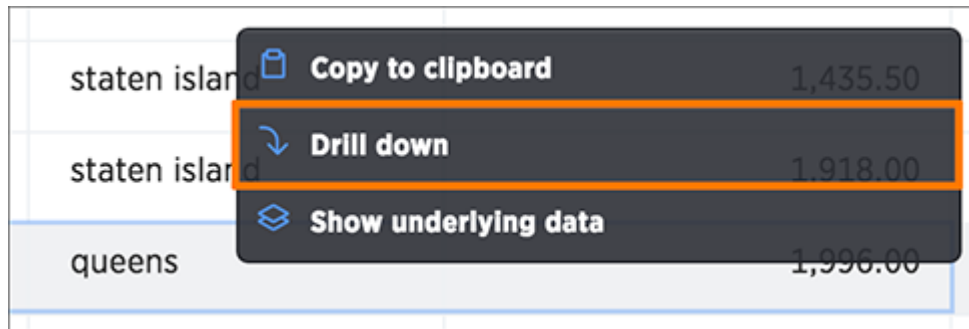 Copy to clipboard
staten island 1,435.50
Drill down
staten island 1,918.00
Show underlying data
queens 1,996.00